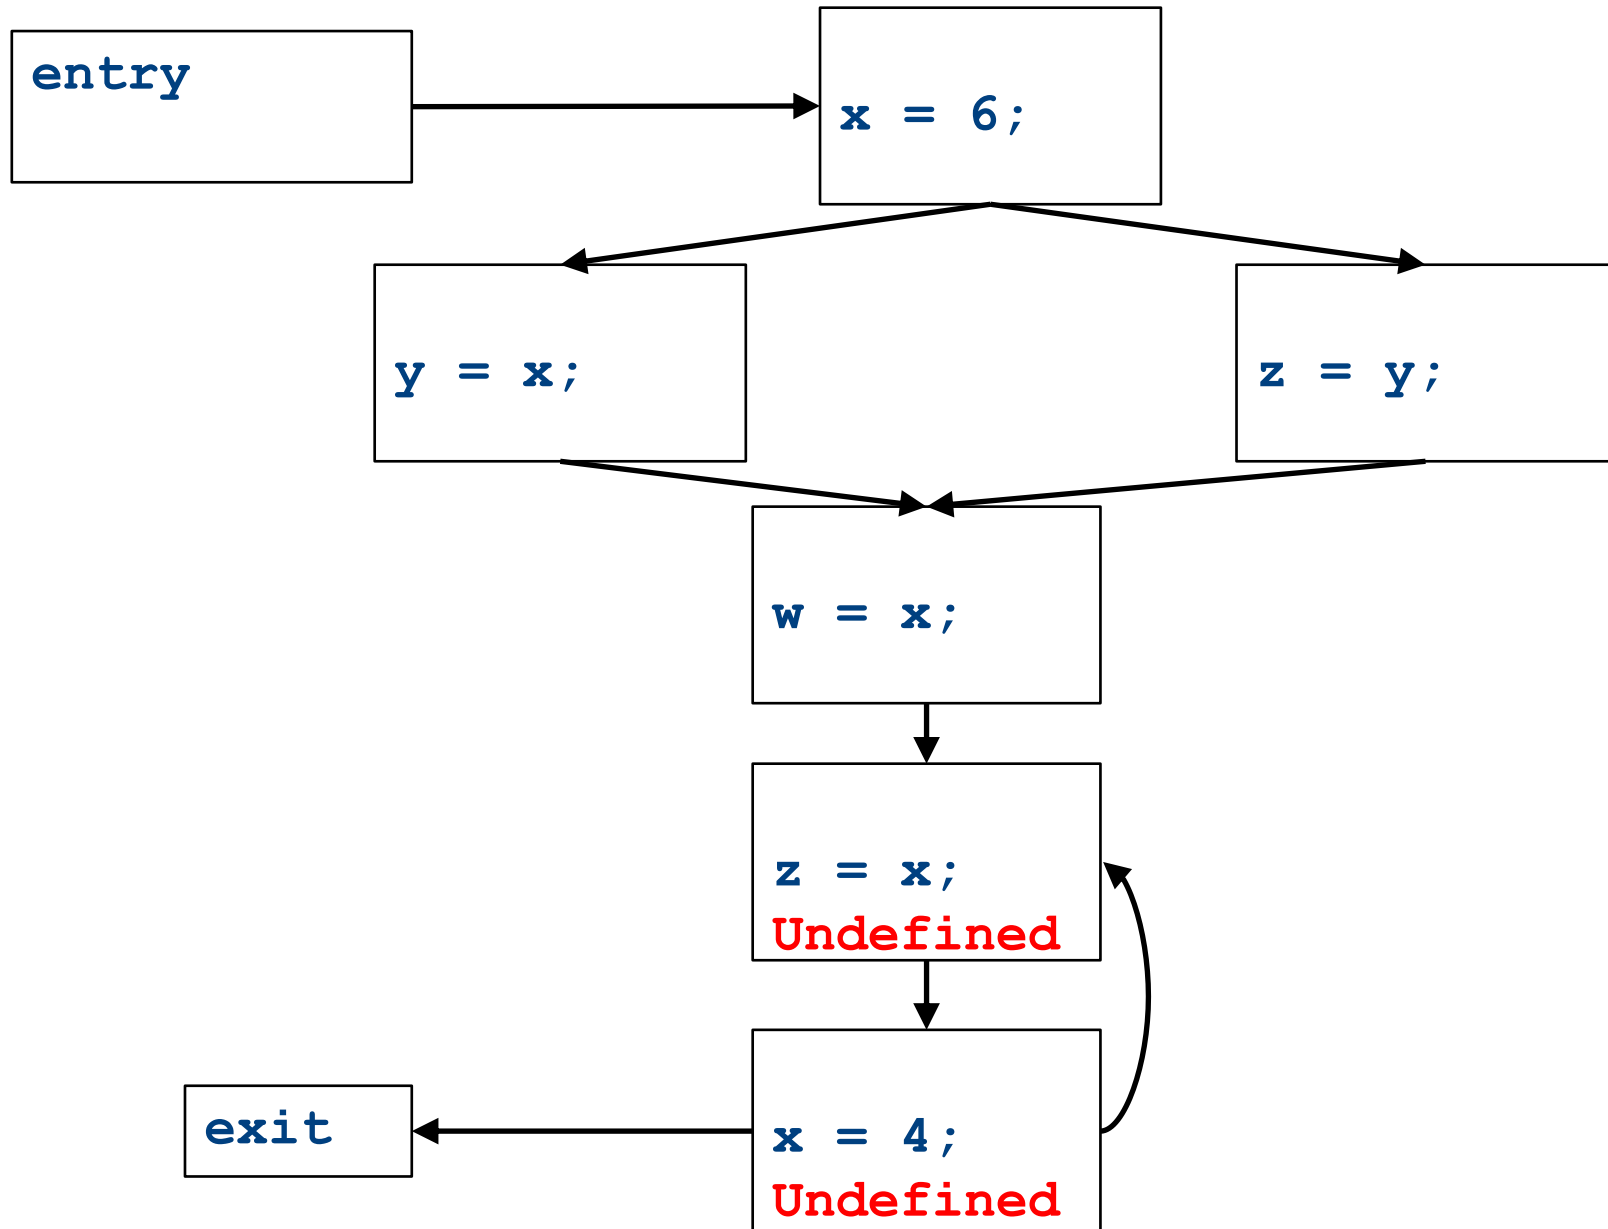 entry
x = 6;
y = x;
z = y;
w = x;
z = x;
Undefined
x = 4;
Undefined
exit